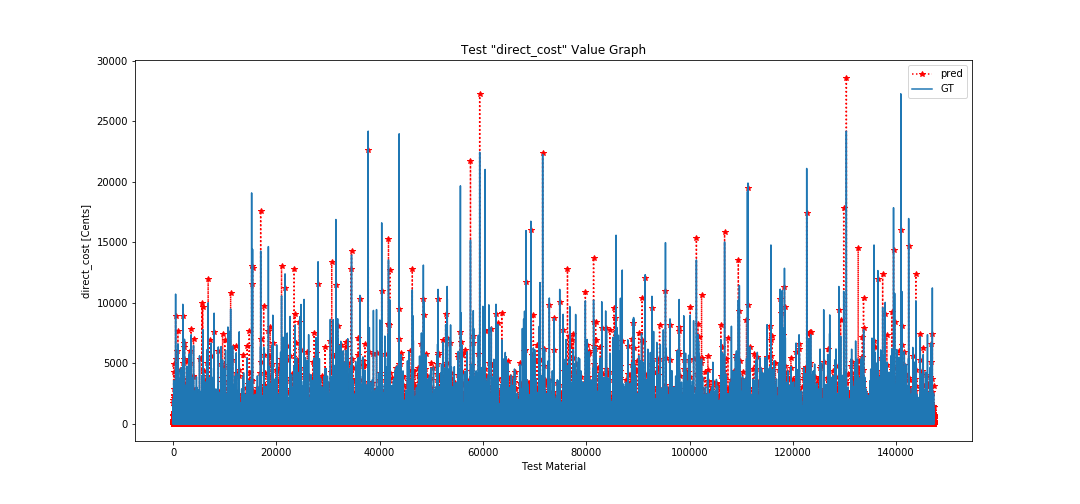 Test "direct_cost" Value Graph
pred
GT
direct_cost [Cents]
30000
25000
20000
15000
10000
5000
0
0 20000 40000 60000 80000 100000 120000 140000
Test Material